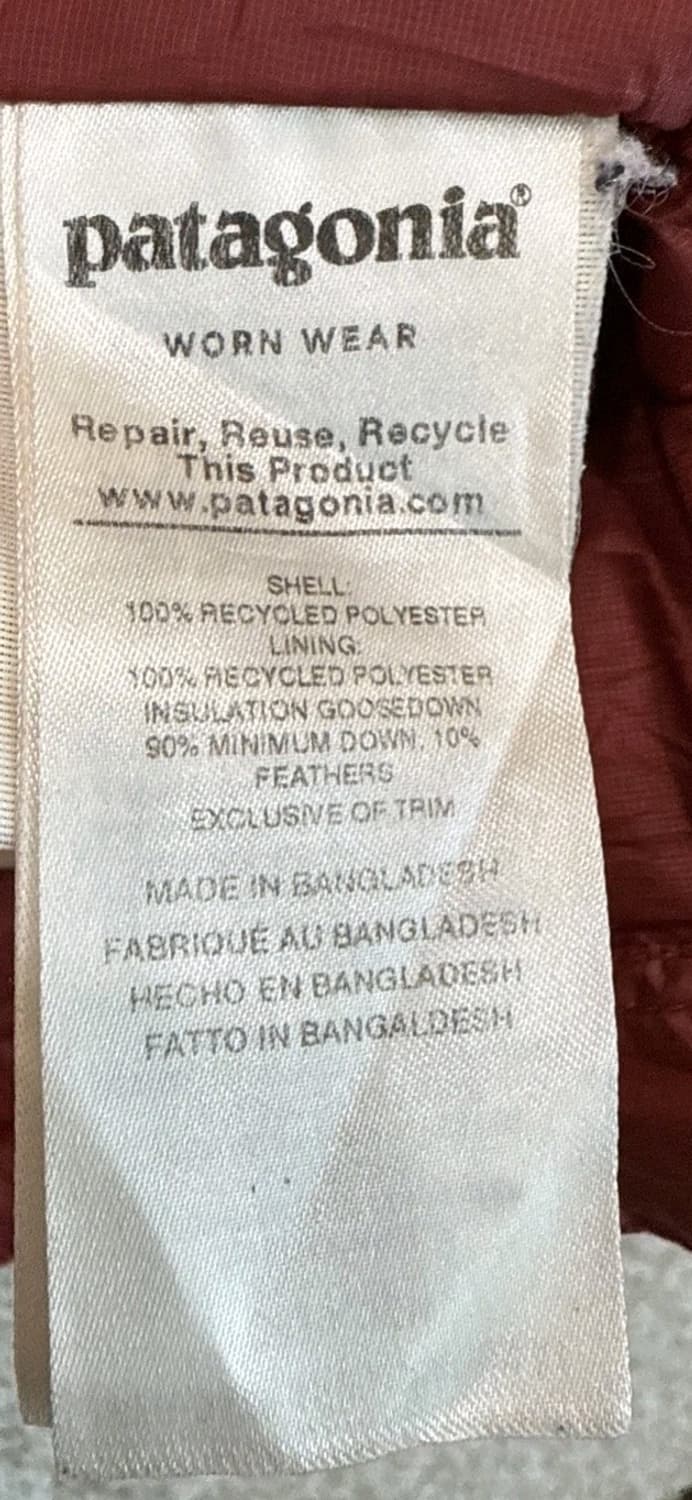 patagonia®
WORN WEAR
Repair, Reuse, Recycle
This Product
www.patagonia.com
SHELL:
100% RECYCLED POLYESTER
LINING:
100% RECYCLED POLYESTER
INSULATION GOOSEDOWN
90% MINIMUM DOWN, 10%
FEATHERS
EXCLUSIVE OF TRIM
MADE IN BANGLADESH
FABRIQUÉ AU BANGLADESH
HECHO EN BANGLADESH
FATTO IN BANGALDESH